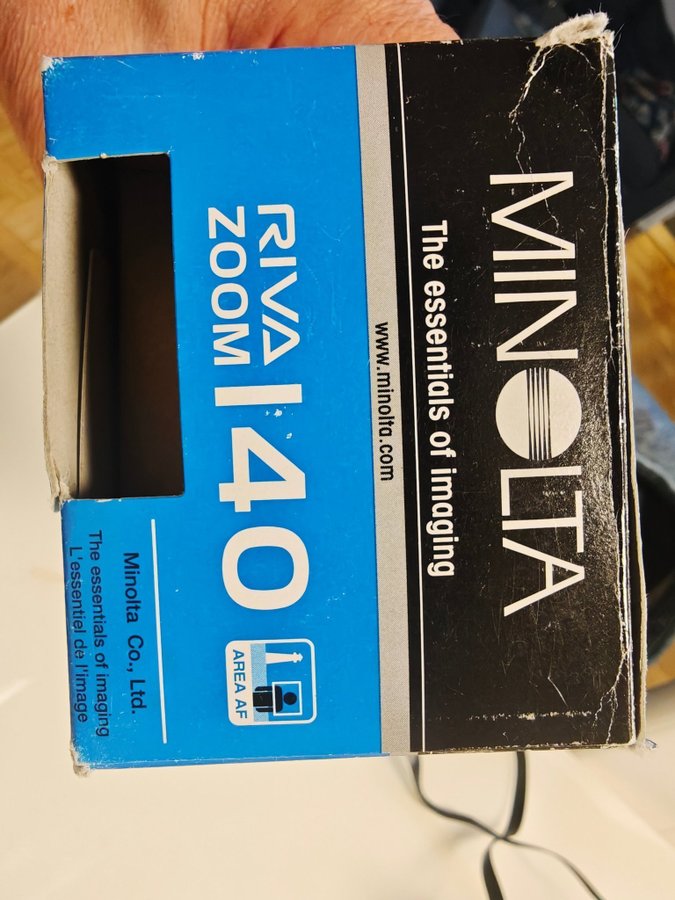 MINOLTA
The essentials of imaging
www.minolta.com
RIVA
ZOOM 140
AREA AF
Minolta Co., Ltd.
The essentials of imaging
L'essentiel de l'image